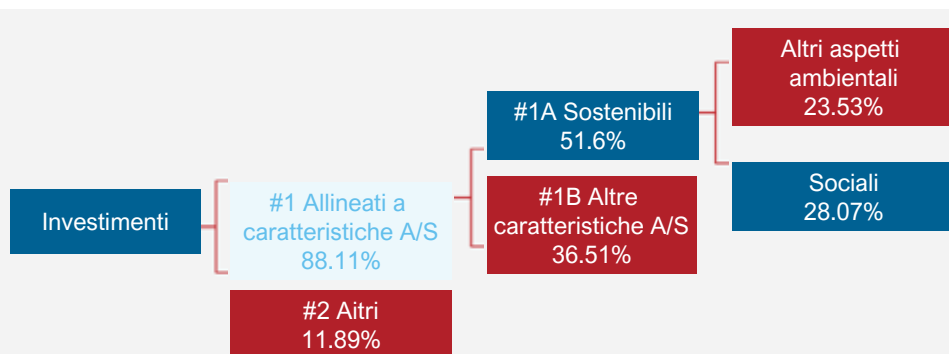 Investimenti
#1 Allineati a
caratteristiche A/S
88.11%
#2 Aitri
11.89%
#1A Sostenibili
51.6%
#1B Altre
caratteristiche A/S
36.51%
Altri aspetti
ambientali
23.53%
Sociali
28.07%